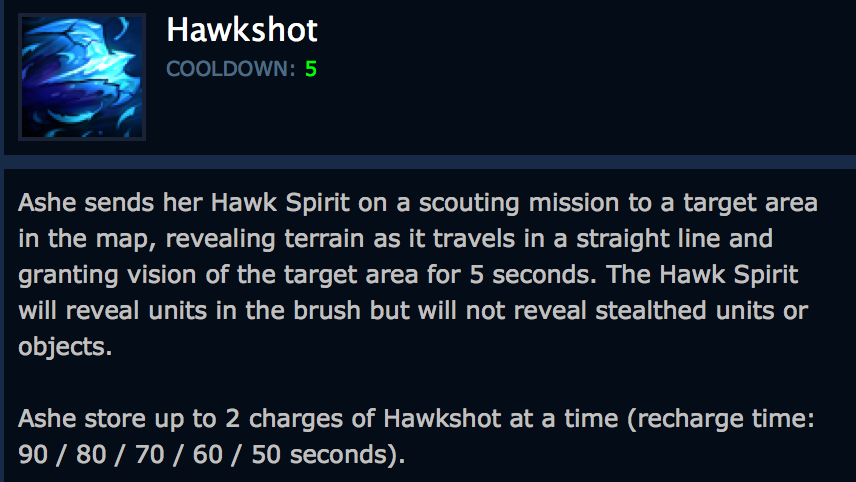 Hawkshot
COOLDOWN: 5
Ashe sends her Hawk Spirit on a scouting mission to a target area
in the map, revealing terrain as it travels in a straight line and
granting vision of the target area for 5 seconds. The Hawk Spirit
will reveal units in the brush but will not reveal stealthed units or
objects.
Ashe store up to 2 charges of Hawkshot at a time (recharge time:
90 / 80 / 70 / 60 / 50 seconds).